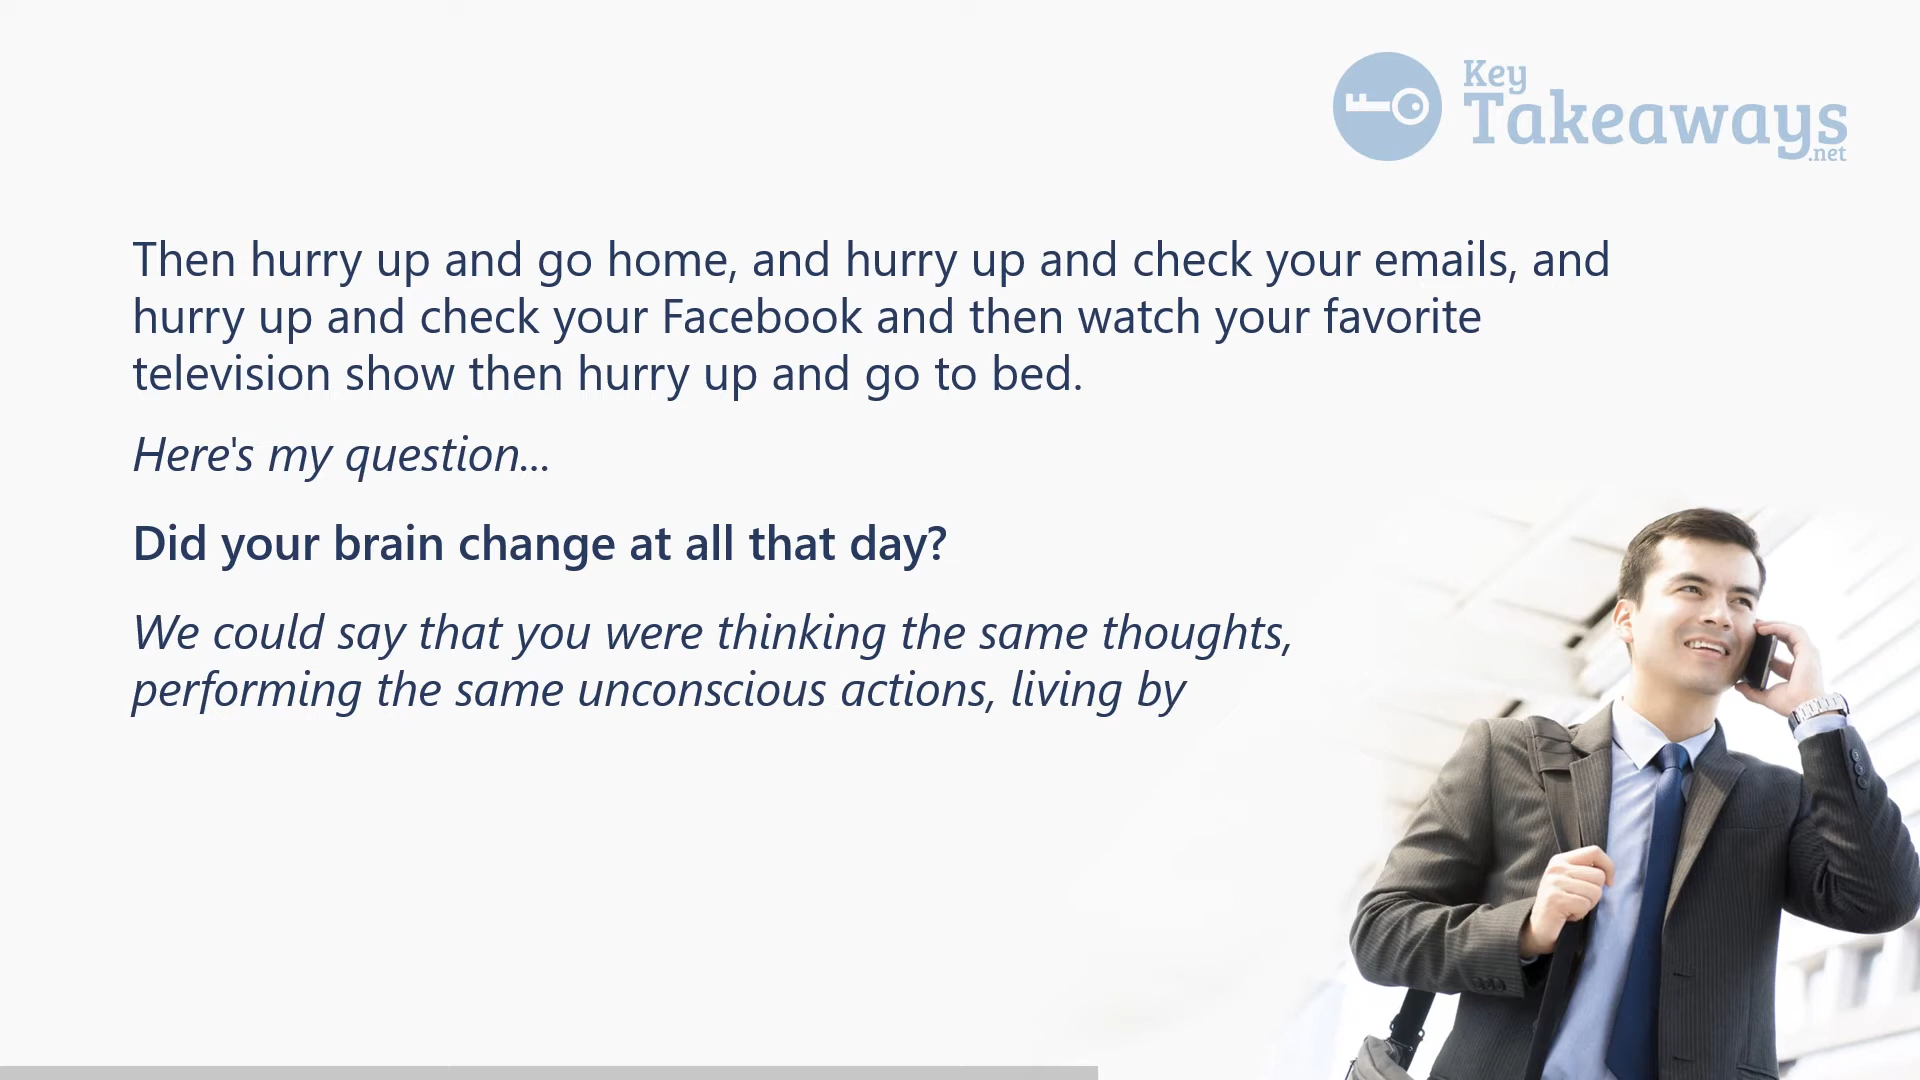 Key
Takeaways
.net
Then hurry up and go home, and hurry up and check your emails, and
hurry up and check your Facebook and then watch your favorite
television show then hurry up and go to bed.
Here's my question...
Did your brain change at all that day?
We could say that you were thinking the same thoughts,
performing the same unconscious actions, living by